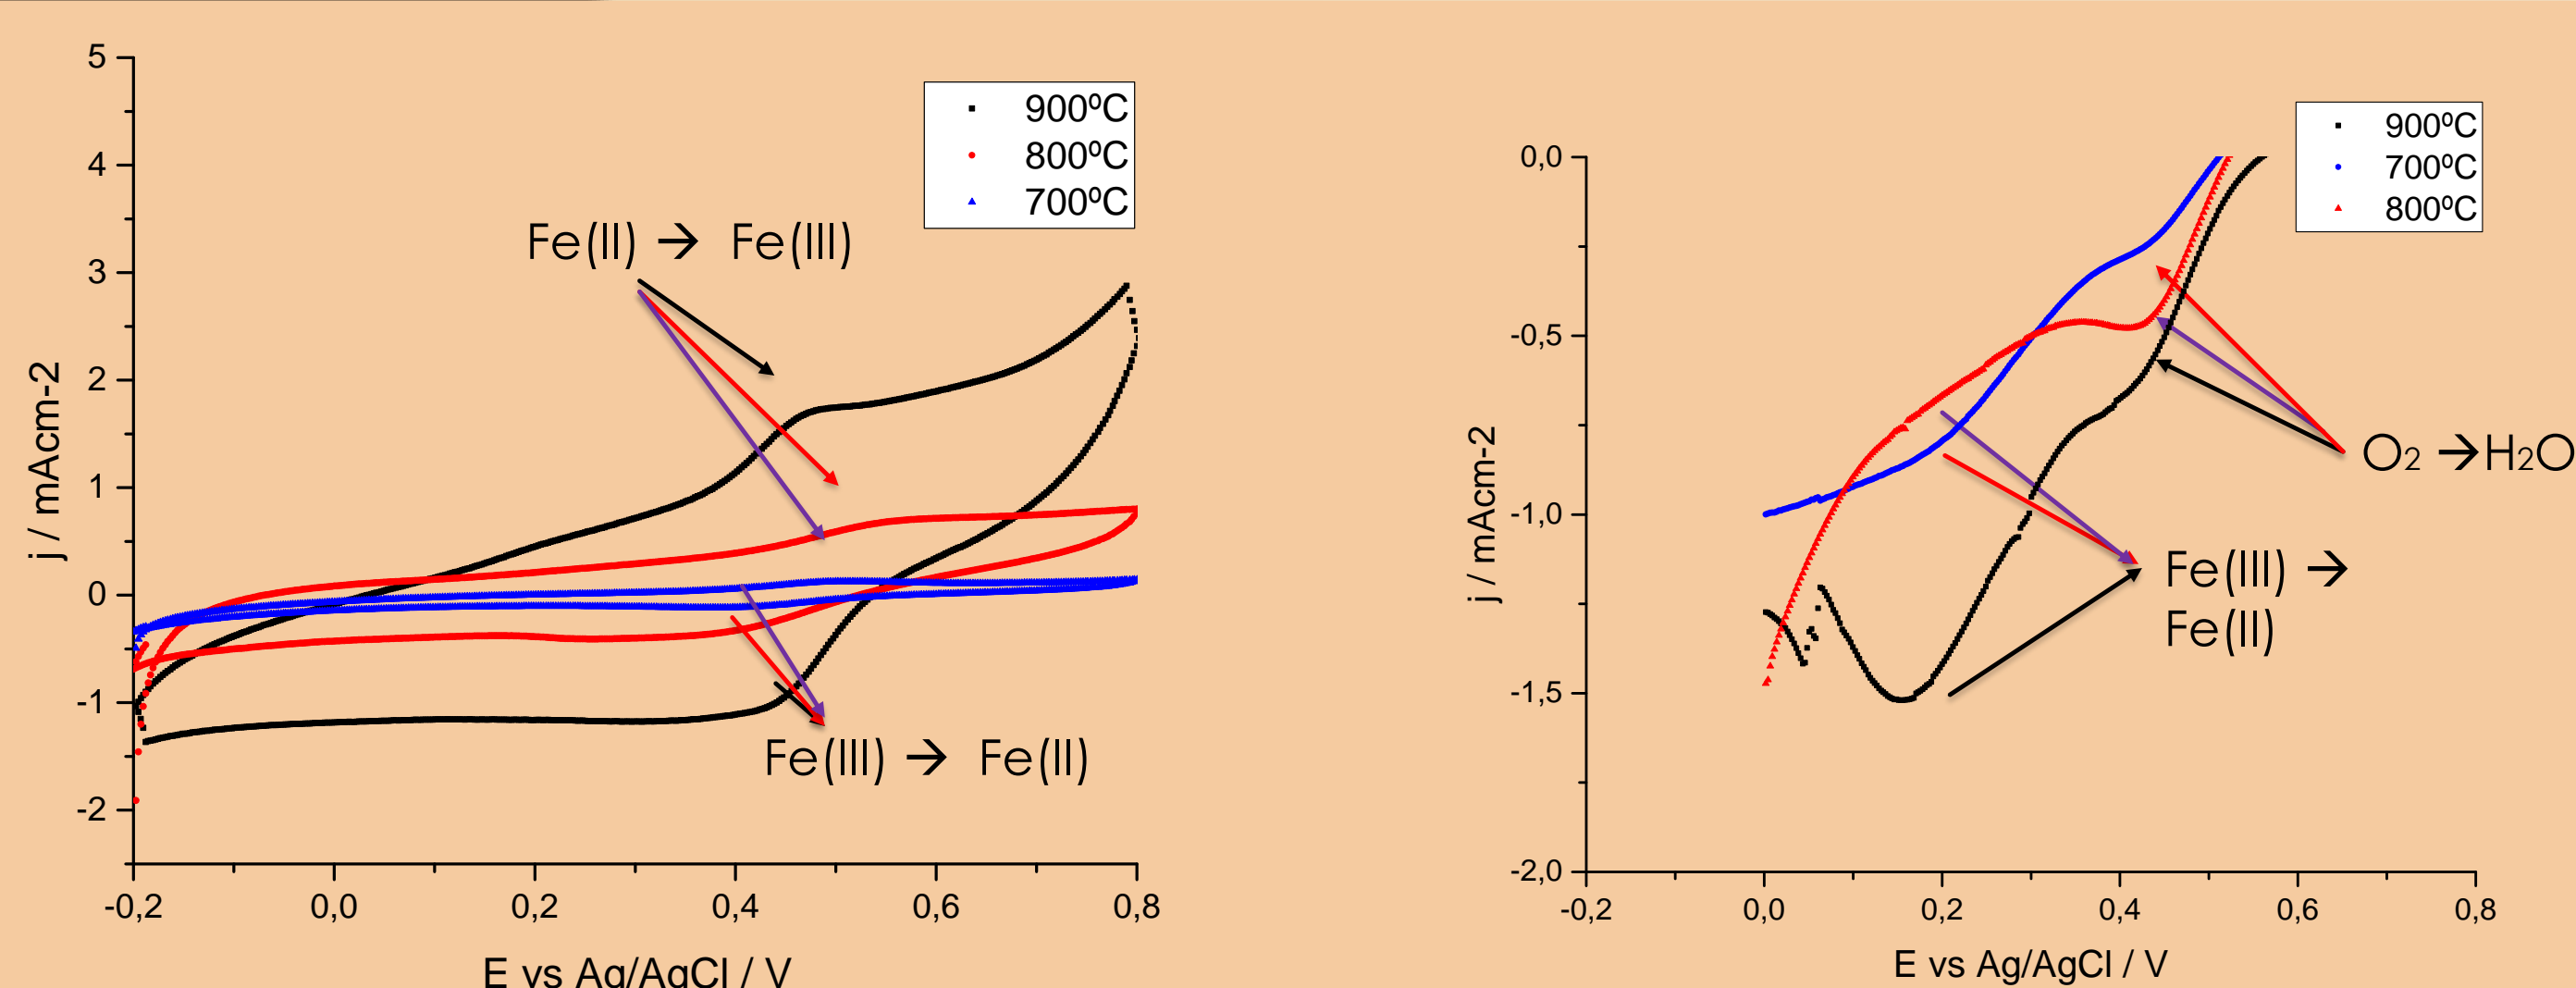 5
4
3
2
1
0
-1
-2
j / mAcm-2
-0,2 0,0 0,2 0,4 0,6 0,8
E vs Ag/AgCl / V
900ºC
800ºC
700ºC
Fe(II) → Fe(III)
Fe(III) → Fe(II)
0,0
-0,5
-1,0
-1,5
-2,0
j / mAcm-2
-0,2 0,0 0,2 0,4 0,6 0,8
E vs Ag/AgCl / V
900ºC
700ºC
800ºC
O2 →H2O
Fe(III) →
Fe(II)